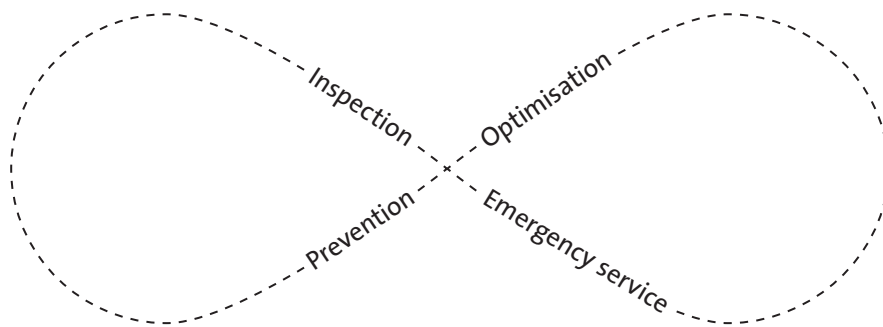 Inspection
Optimisation
Prevention
Emergency service